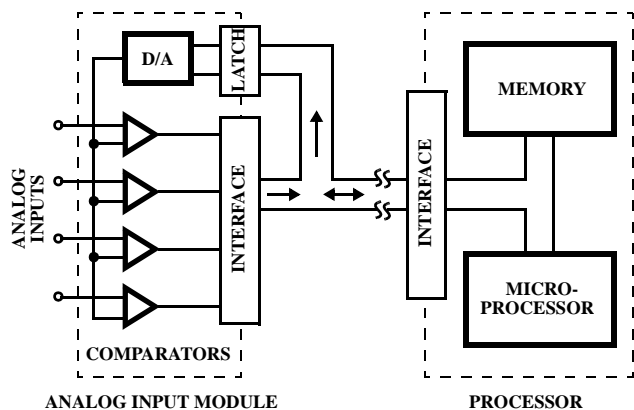 D/A
LATCH
MEMORY
ANALOG
INPUTS
INTERFACE
INTERFACE
MICRO-
PROCESSOR
COMPARATORS
ANALOG INPUT MODULE
PROCESSOR